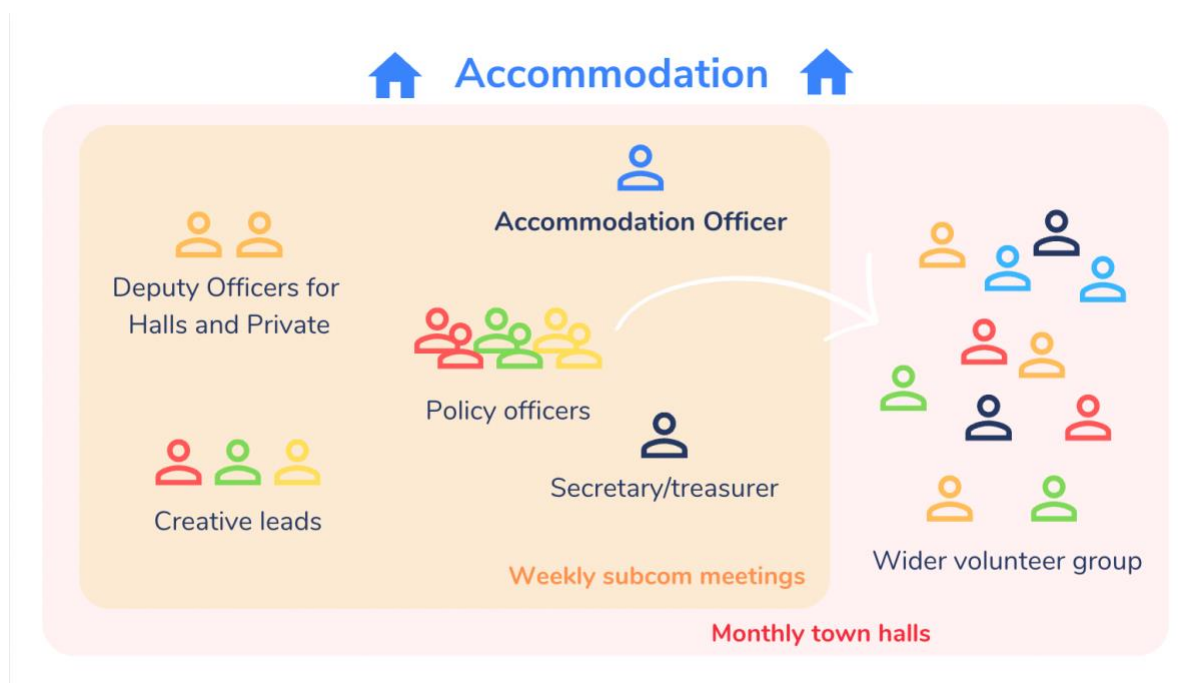 Accommodation
Accommodation Officer
Deputy Officers for
Halls and Private
Policy officers
Secretary/treasurer
Creative leads
Wider volunteer group
Weekly subcom meetings
Monthly town halls